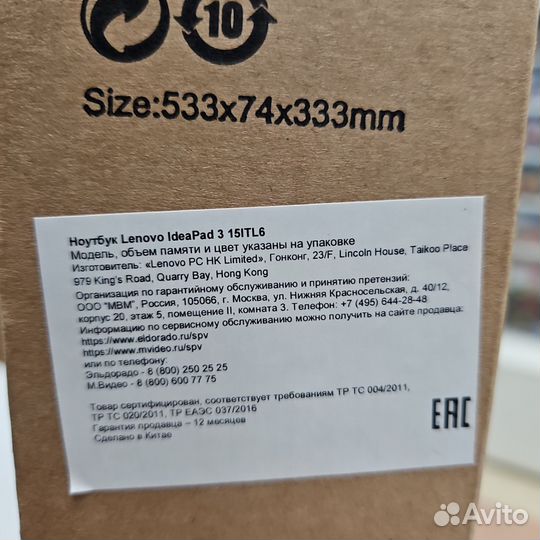 10
Size:533x74x333mm
Ноутбук Lenovo IdeaPad 3 15ITL6
Модель, объем памяти и цвет указаны на упаковке
Изготовитель: «Lenovo PC HK Limited», Гонконг, 23/F, Lincoln House, Taikoo Place
979 King's Road, Quarry Bay, Hong Kong
Организация по гарантийному обслуживанию и принятию претензий:
ООО "МВМ", Россия, 105066, г. Москва, ул. Нижняя Красносельская, д. 40/12,
корпус 20, этаж 5, помещение II, комната 3. Телефон: +7 (495) 644-28-48
Информацию по сервисному обслуживанию можно получить на сайте продавца:
https://www.eldorado.ru/spv
https://www.mvideo.ru/spv
или по телефону:
Эльдорадо - 8 (800) 250 25 25
М.Видео - 8 (800) 600 77 75
Товар сертифицирован, соответствует требованиям ТР ТС 004/2011,
ТР ТС 020/2011, ТР ЕАЭС 037/2016
Гарантия продавца – 12 месяцев
Сделано в Китае
EAC
Avito